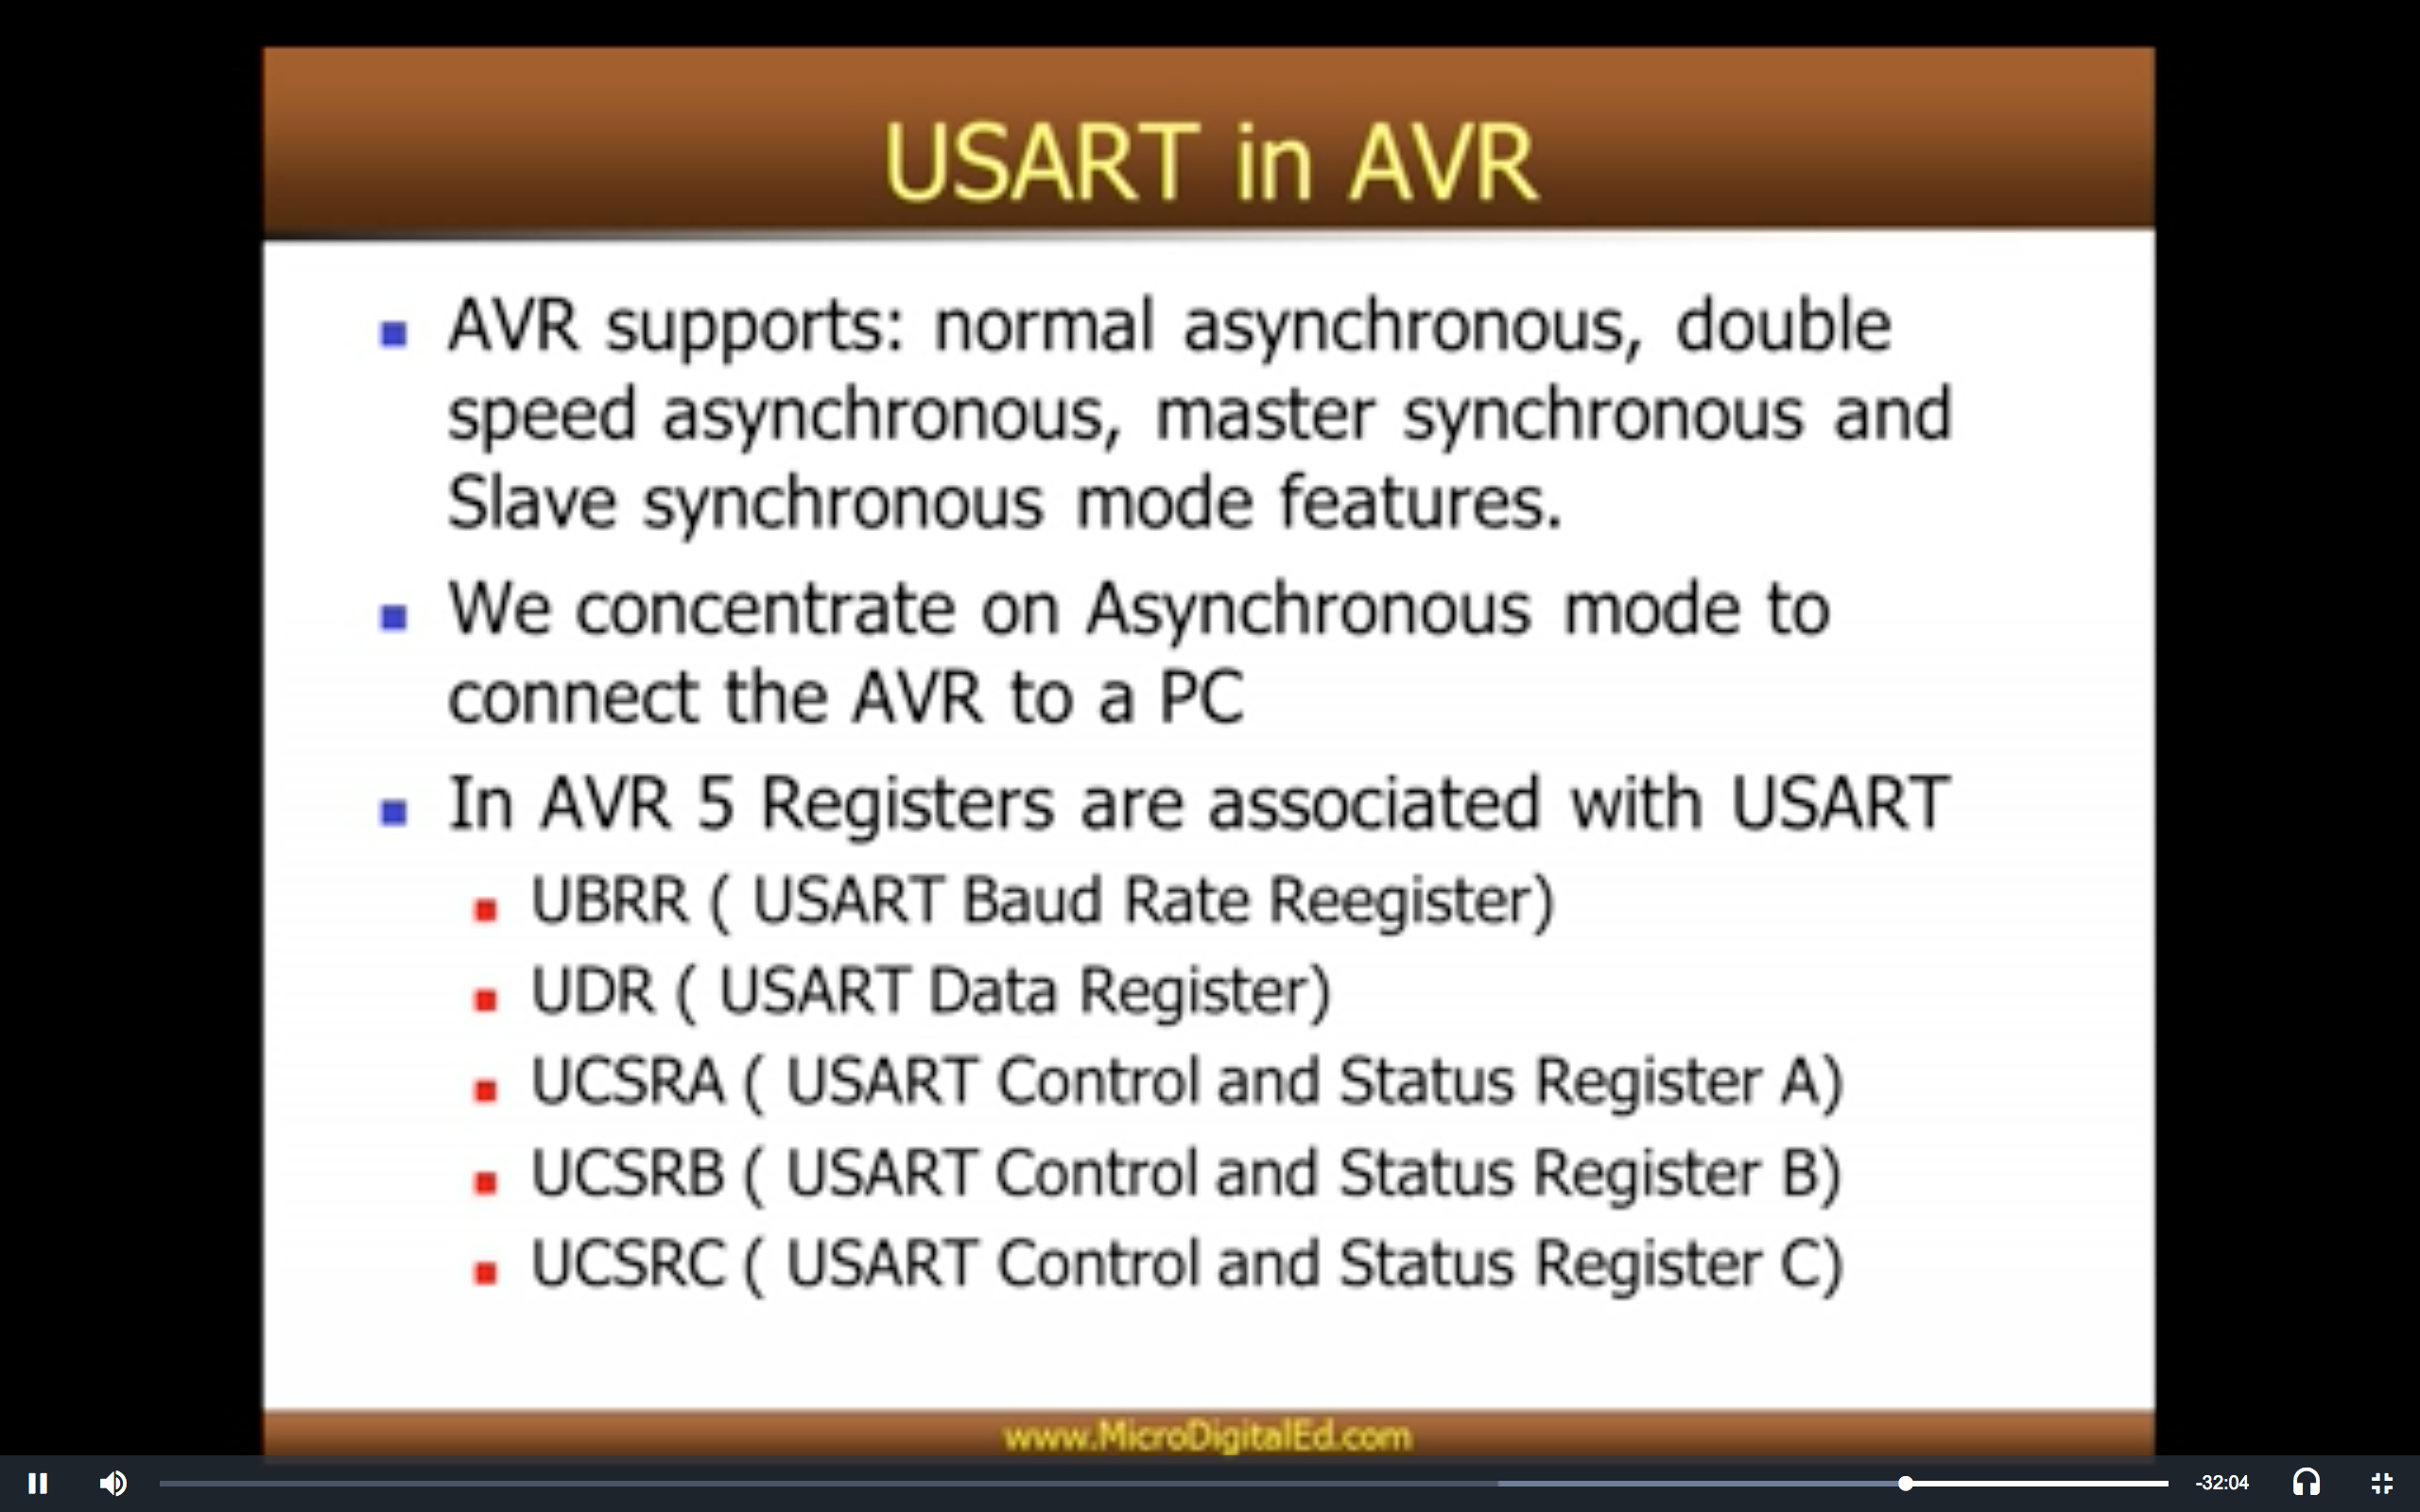 USART in AVR
AVR supports: normal asynchronous, double
speed asynchronous, master synchronous and
Slave synchronous mode features.
We concentrate on Asynchronous mode to
connect the AVR to a PC
In AVR 5 Registers are associated with USART
UBRR ( USART Baud Rate Reegister)
UDR ( USART Data Register)
UCSRA ( USART Control and Status Register A)
UCSRB ( USART Control and Status Register B)
UCSRC ( USART Control and Status Register C)
www.MicroDigitalEd.com
-32:04